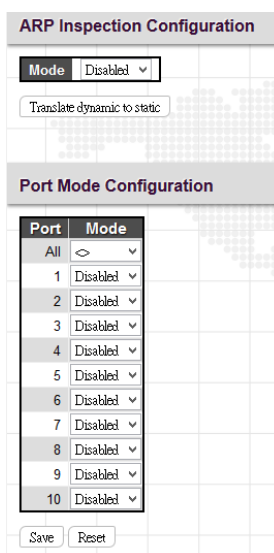 ARP Inspection Configuration
Mode Disabled
Translate dynamic to static
Port Mode Configuration
Port Mode
All <>
1 Disabled
2 Disabled
3 Disabled
4 Disabled
5 Disabled
6 Disabled
7 Disabled
8 Disabled
9 Disabled
10 Disabled
Save Reset